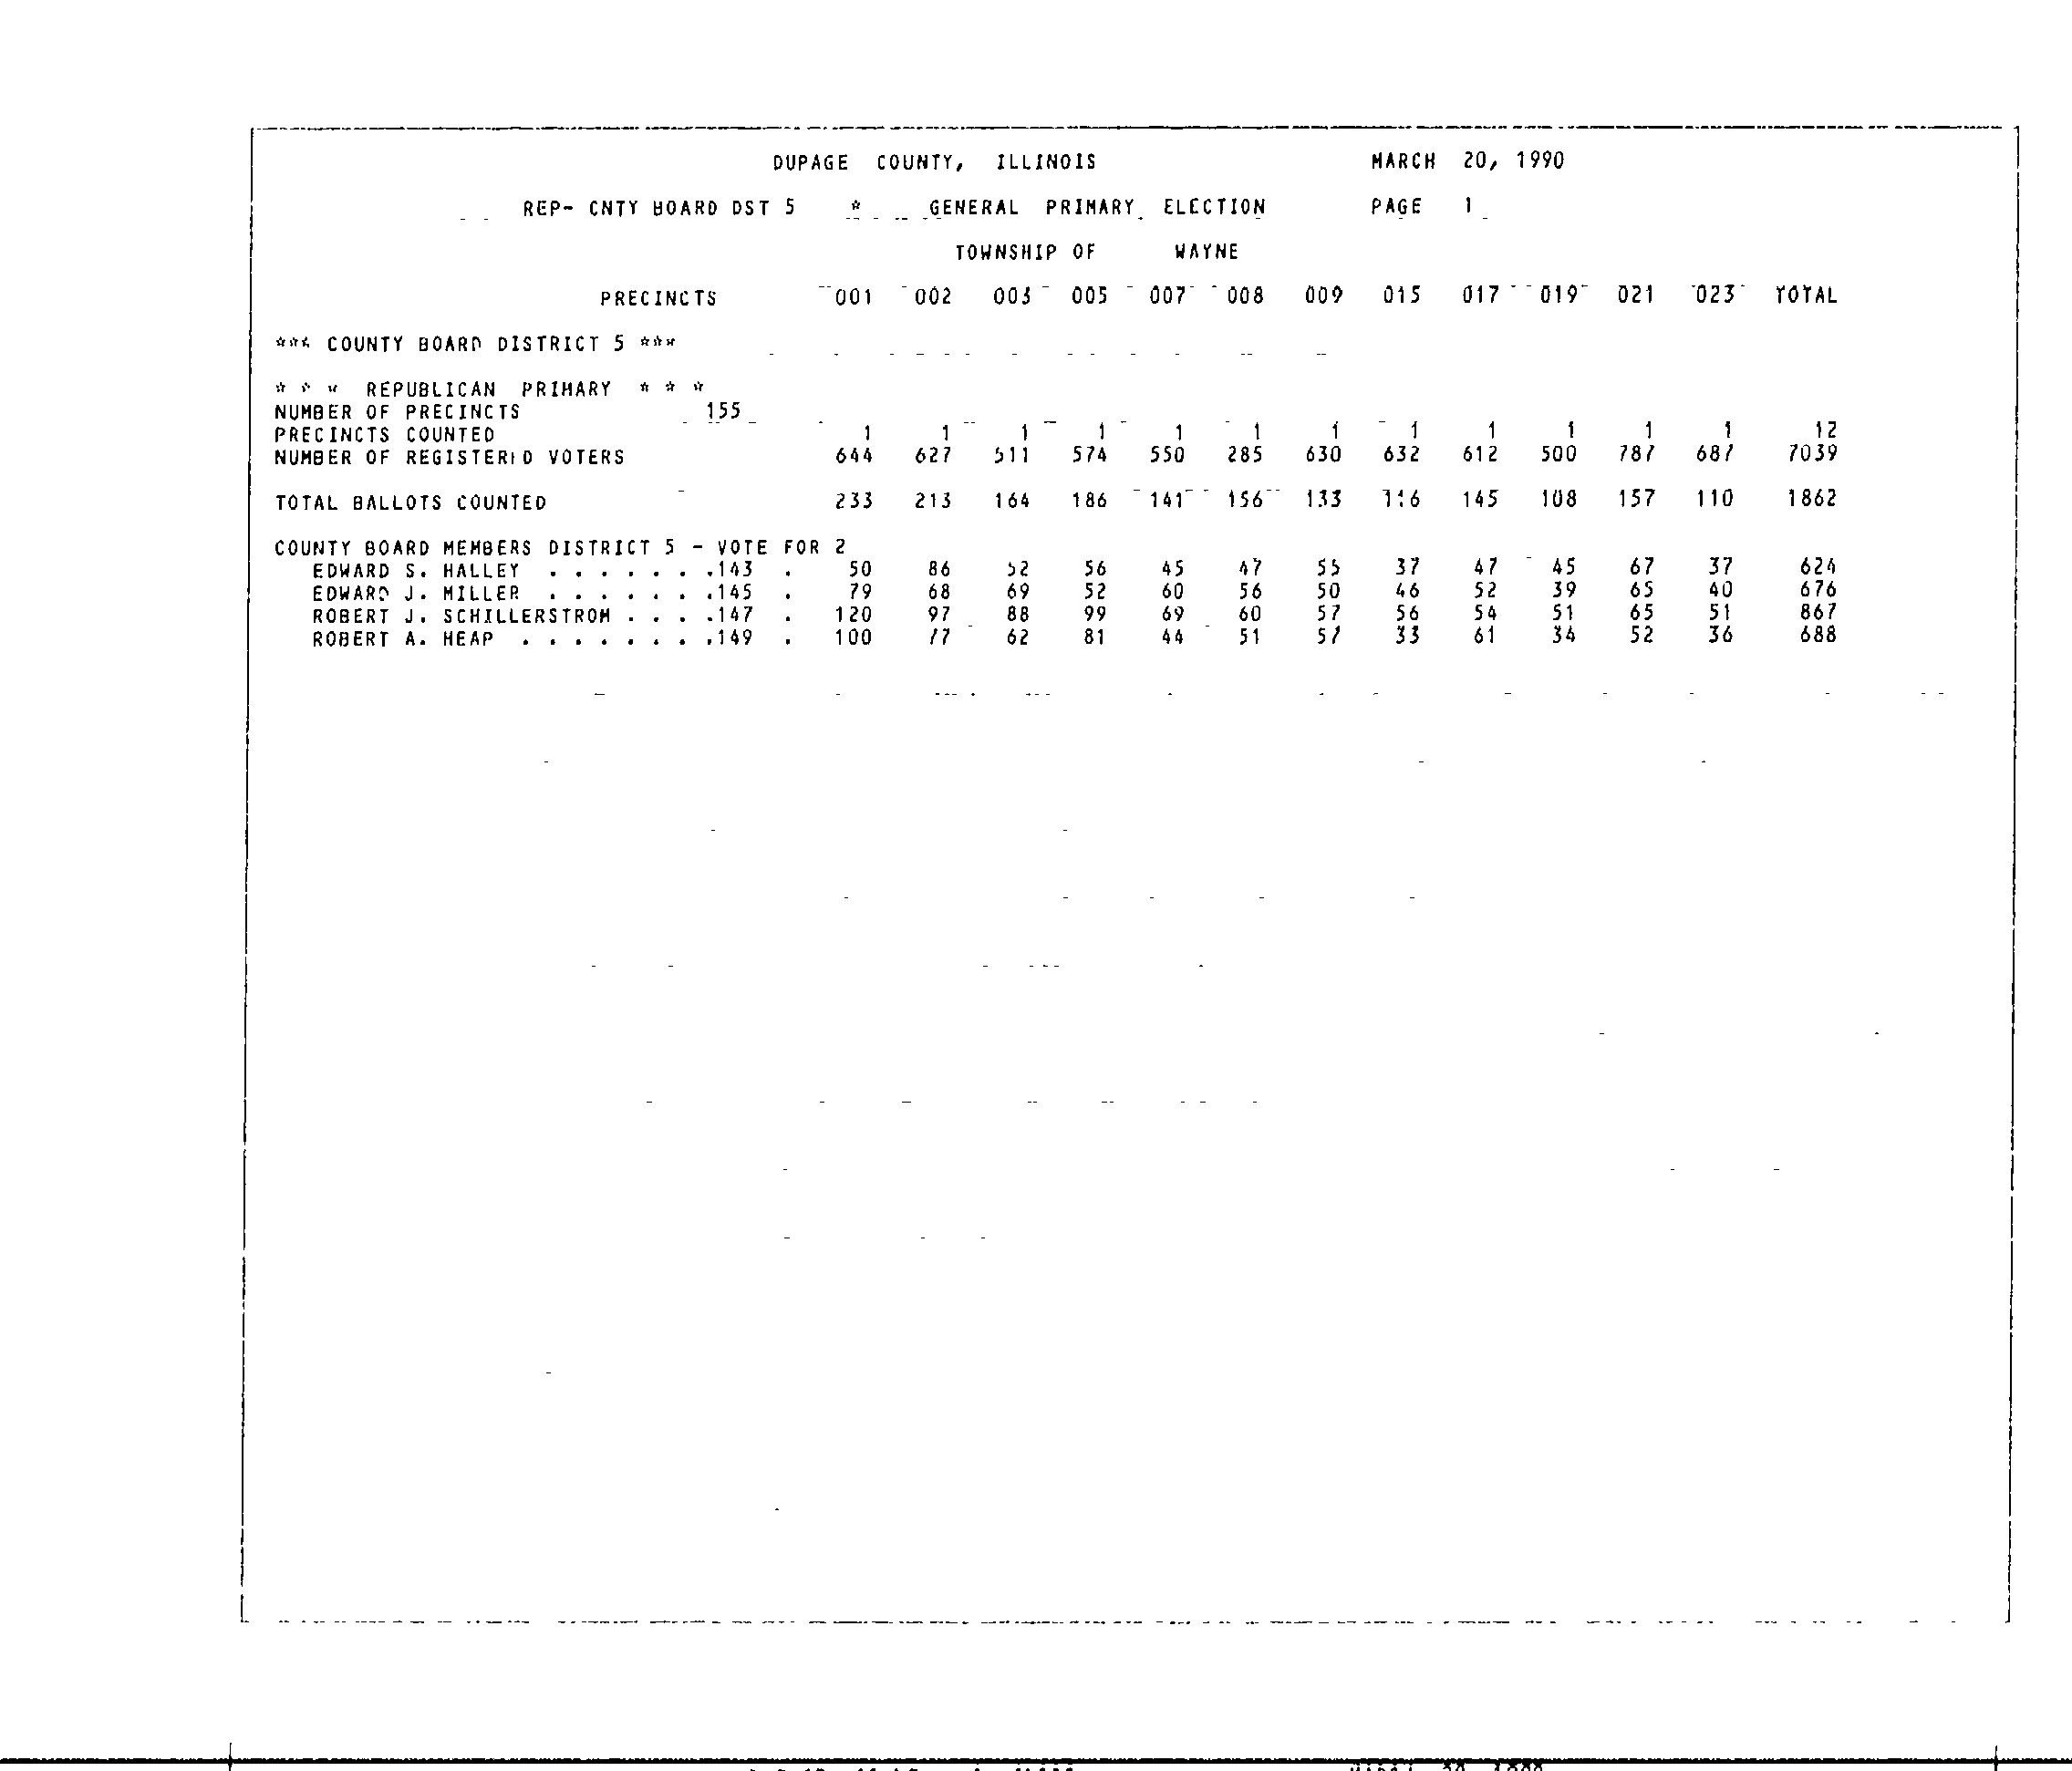 DUPAGE COUNTY, ILLINOIS MARCH 20, 1990
REP- CNTY BOARD DST 5 * GENERAL PRIMARY ELECTION PAGE 1
TOWNSHIP OF WAYNE
PRECINCTS 001 002 003 005 007 008 009 015 017 019 021 023 TOTAL
*** COUNTY BOARD DISTRICT 5 ***
* * * REPUBLICAN PRIMARY * * *
NUMBER OF PRECINCTS 155
PRECINCTS COUNTED 1 1 1 1 1 1 1 1 1 1 1 1 12
NUMBER OF REGISTERED VOTERS 644 627 511 574 550 285 630 632 612 500 787 687 7039
TOTAL BALLOTS COUNTED 233 213 164 186 141 156 133 116 145 108 157 110 1862
COUNTY BOARD MEMBERS DISTRICT 5 - VOTE FOR 2
EDWARD S. HALLEY . . . . . . .143 . 50 86 52 56 45 47 55 37 47 45 67 37 624
EDWARD J. MILLER . . . . . . .145 . 79 68 69 52 60 56 50 46 52 39 65 40 676
ROBERT J. SCHILLERSTROM . . . .147 . 120 97 88 99 69 60 57 56 54 51 65 51 867
ROBERT A. HEAP . . . . . . . .149 . 100 77 62 81 44 51 57 33 61 34 52 36 688